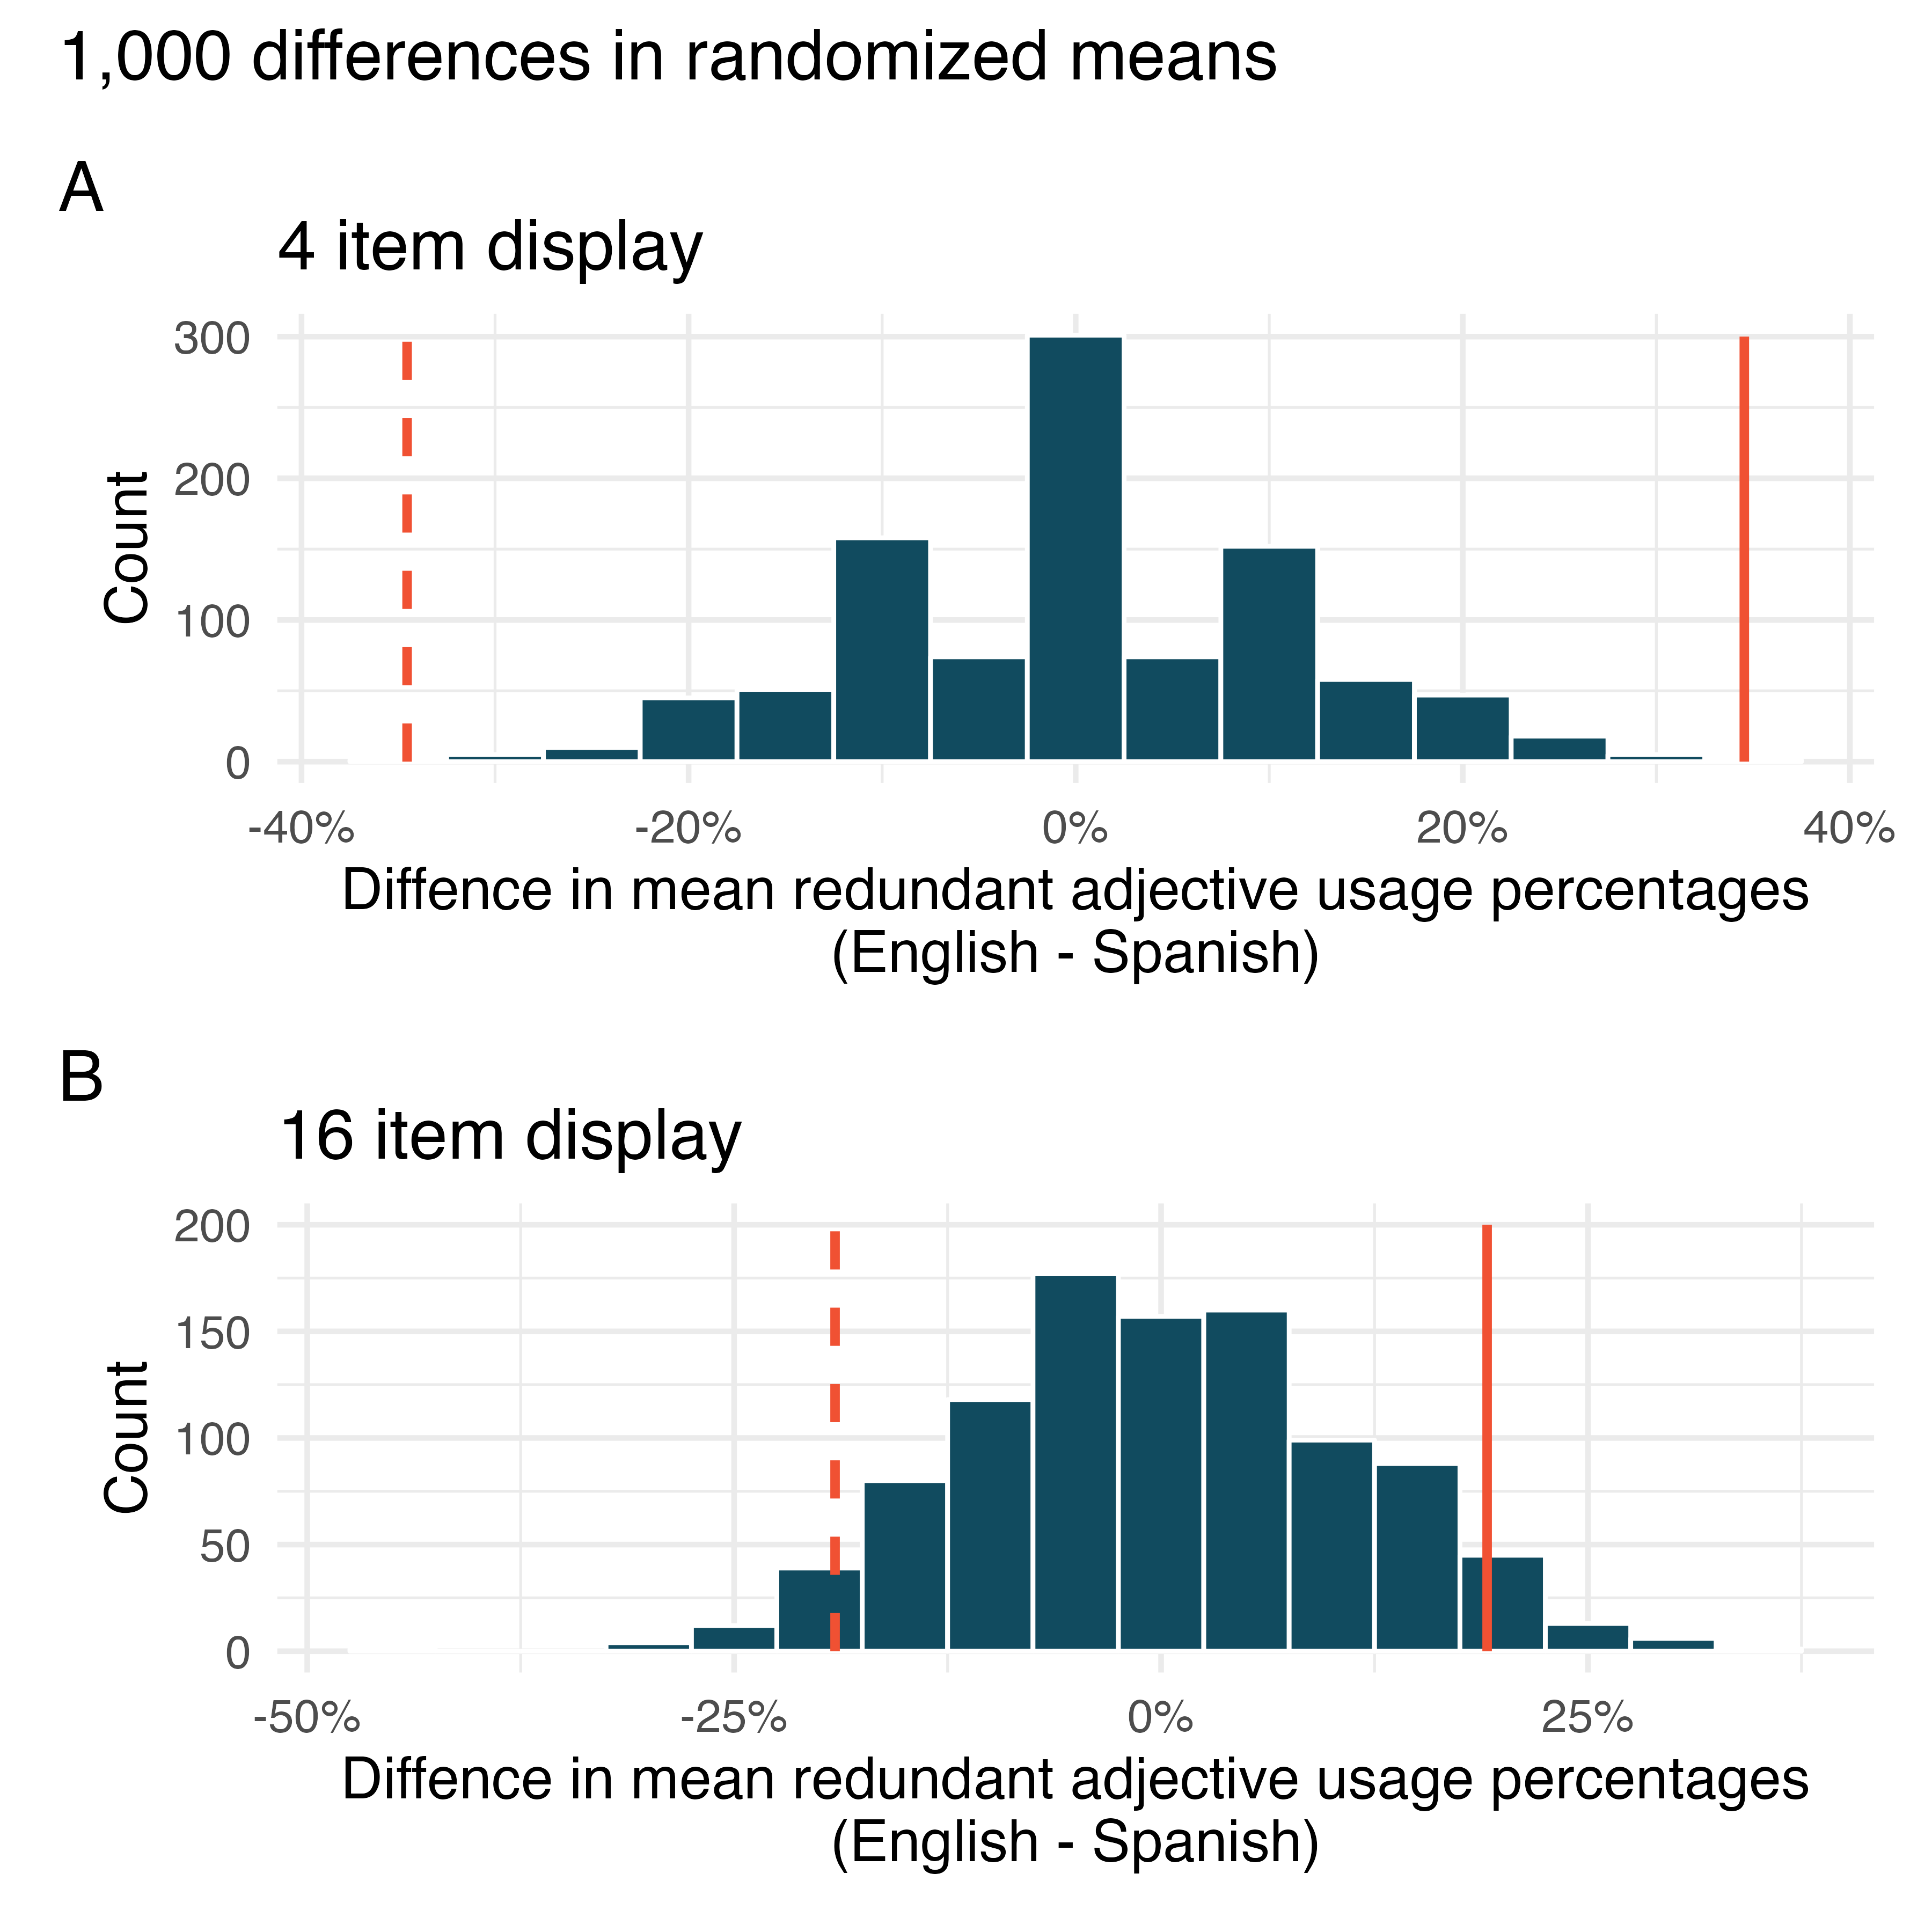 1,000 differences in randomized means
A
4 item display
300
200
100
0
Count
-40%
-20%
0%
20%
40%
Diffence in mean redundant adjective usage percentages
(English - Spanish)
B
16 item display
200
150
100
50
0
Count
-50%
-25%
0%
25%
Diffence in mean redundant adjective usage percentages
(English - Spanish)